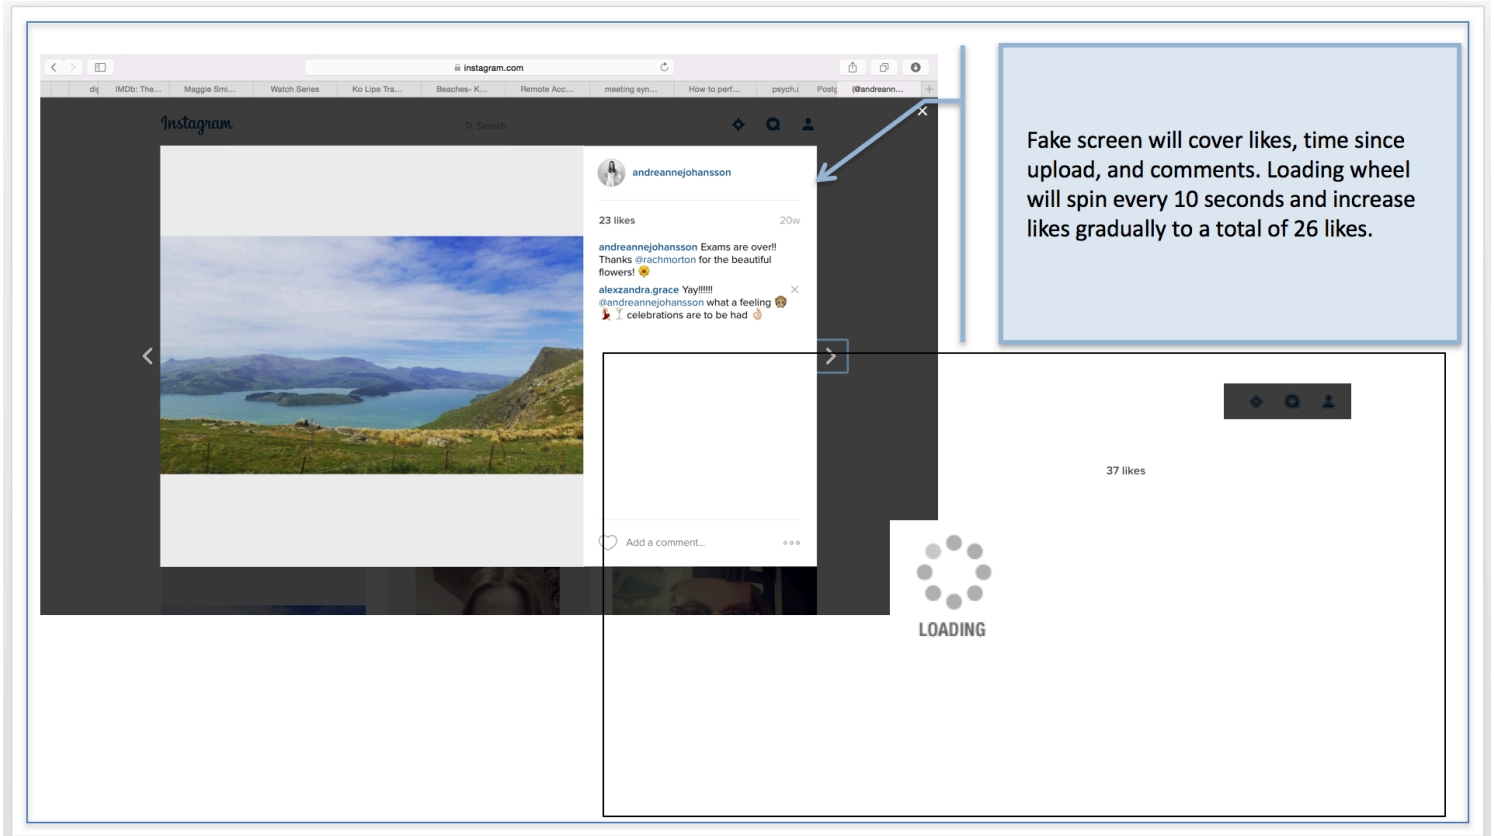 instagram.com
dig
IMDb: The...
Maggie Smi...
Watch Series
Ko Lipe Tra...
Beaches- K...
Remote Acc...
meeting syn...
How to perf...
psych.i
Postg
(@andreann...
Instagram
Search
andreannejohansson
23 likes
20w
andreannejohansson Exams are over!!
Thanks @rachmorton for the beautiful
flowers! 🌼
alexzandra.grace Yay!!!!!!
@andreannejohansson what a feeling 🙊
💃🍸 celebrations are to be had 👌
Add a comment...
Fake screen will cover likes, time since
upload, and comments. Loading wheel
will spin every 10 seconds and increase
likes gradually to a total of 26 likes.
37 likes
LOADING